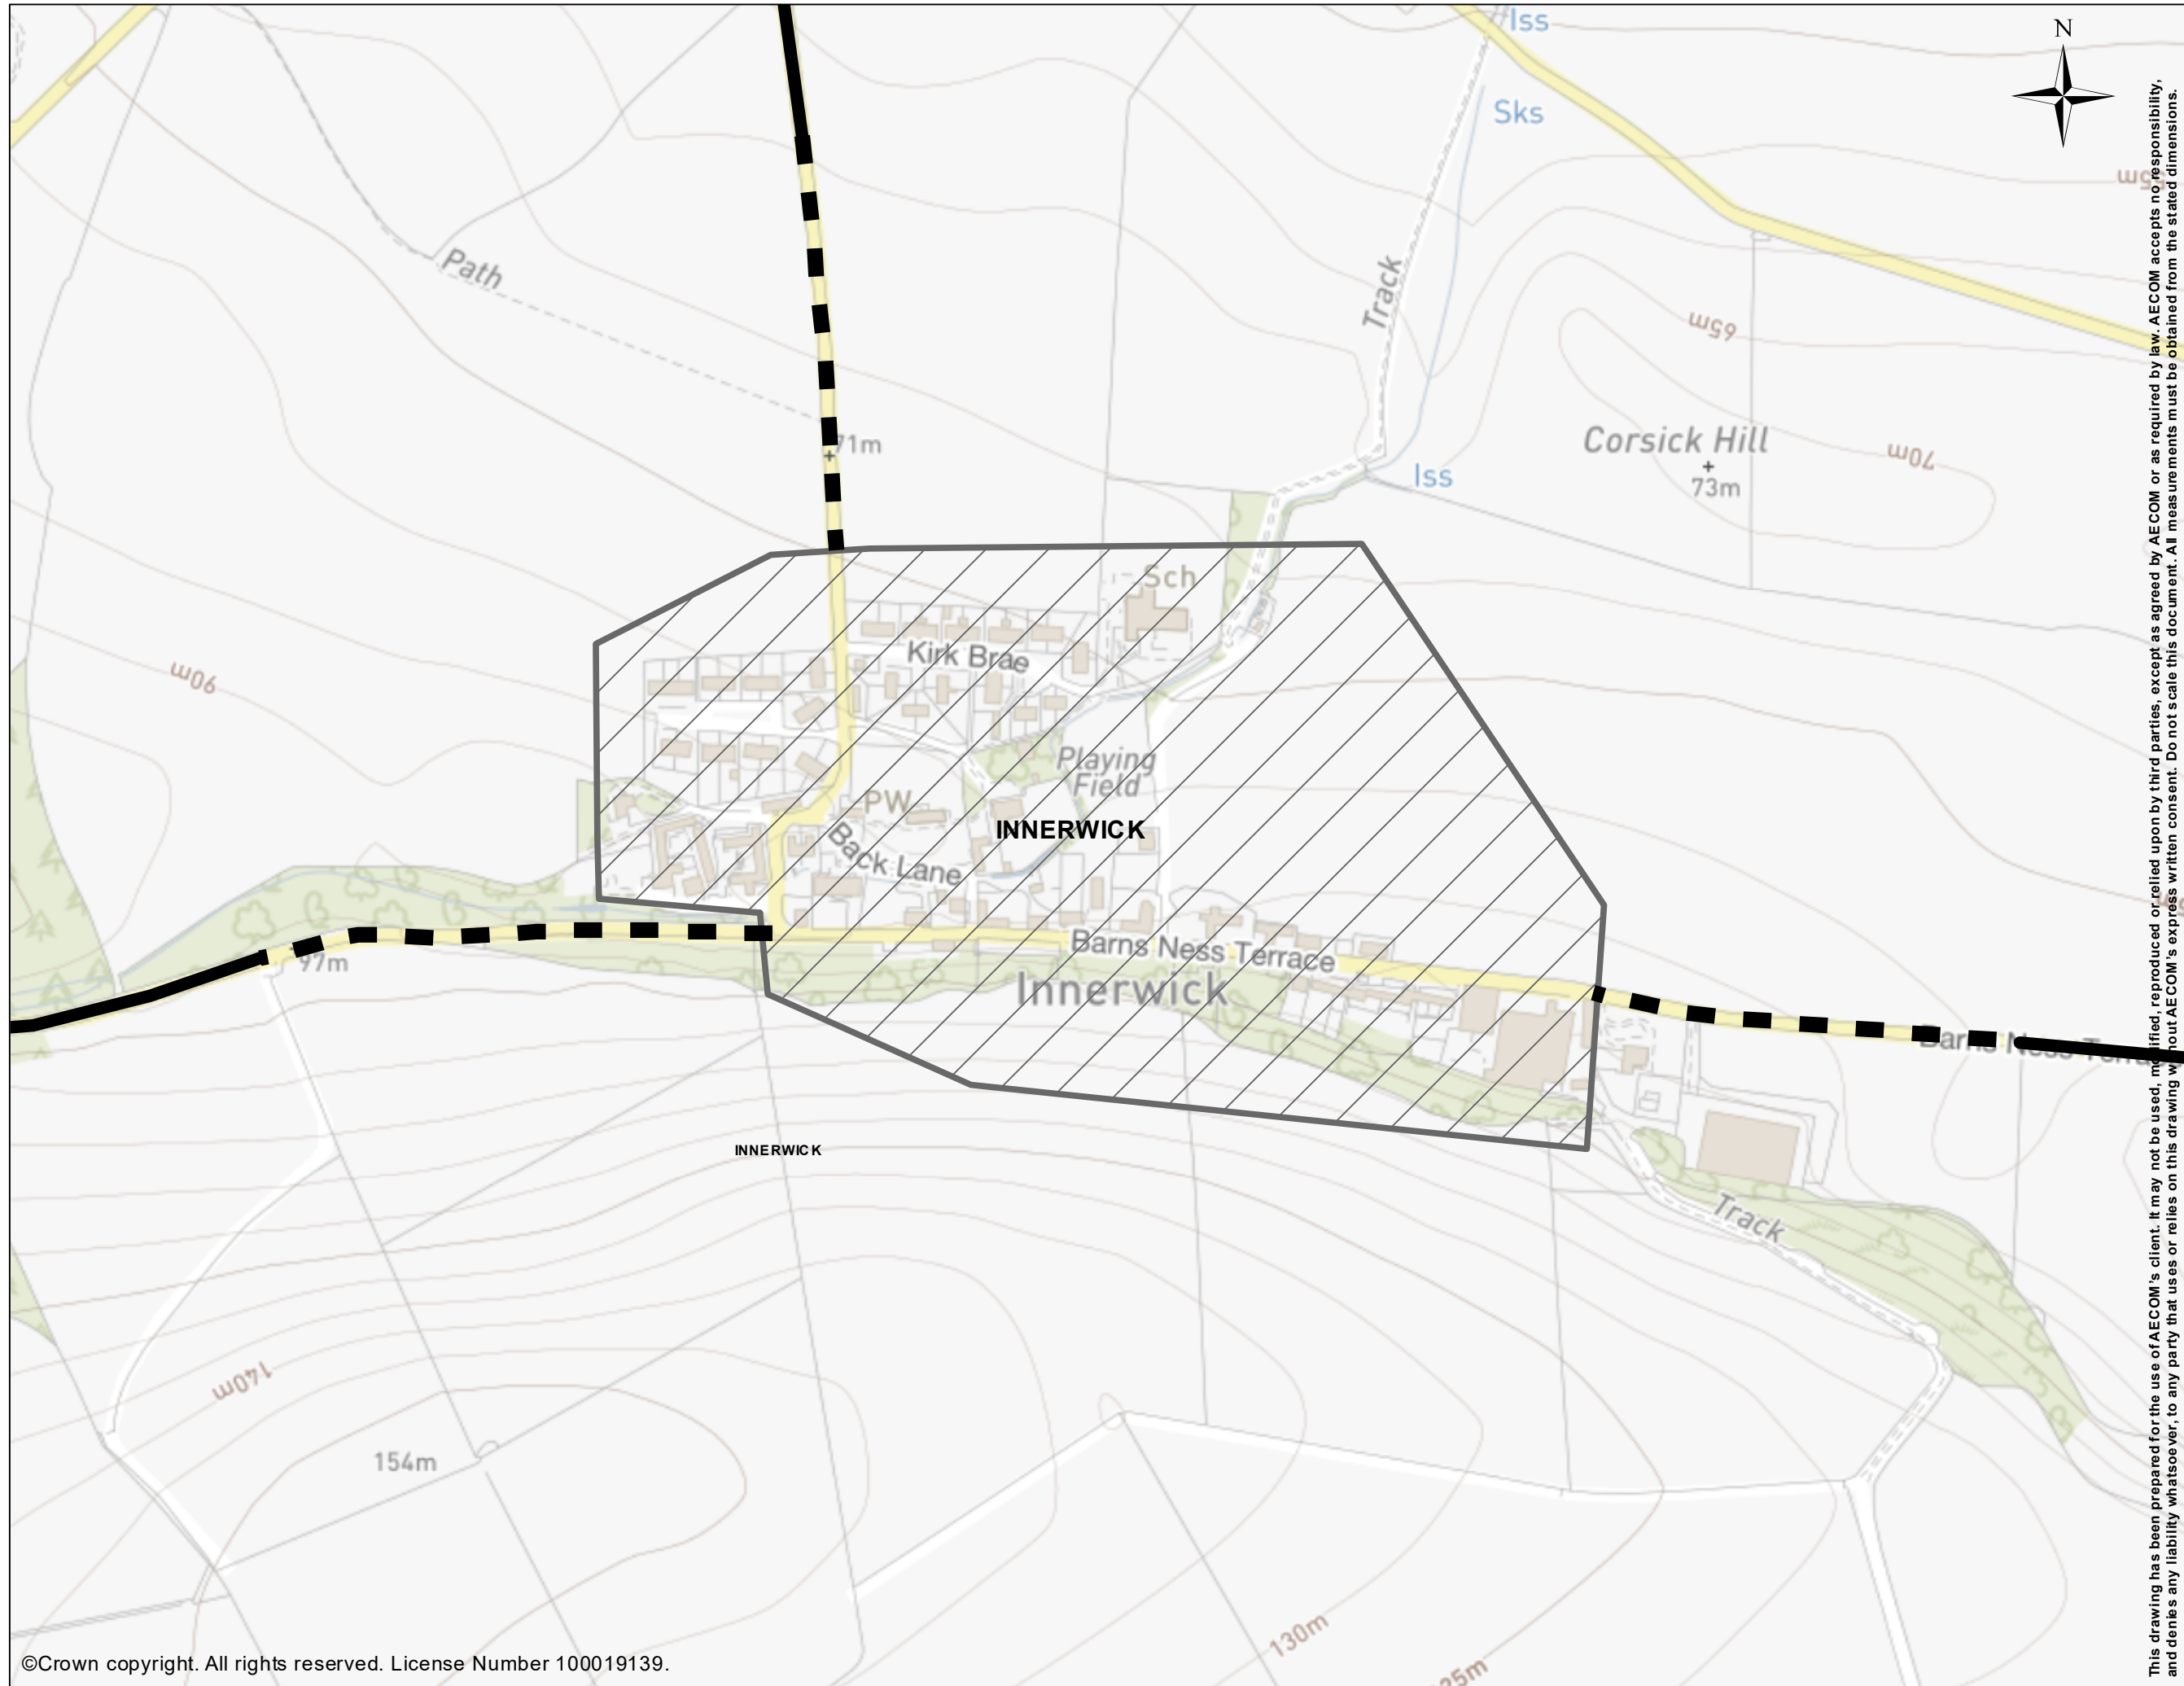 Iss
N
Sks
55m
Path
Track
65m
71m
Corsick Hill
70m
Iss
73m
Sch
Kirk Brae
90m
Playing
Field
PW
INNERWICK
Back Lane
Barns Ness Terrace
97m
Innerwick
Barns Ness Terra
INNERWICK
Track
140m
154m
130m
©Crown copyright. All rights reserved. License Number 100019139.
This drawing has been prepared for the use of AECOM's client. It may not be used, modified, reproduced or relied upon by third parties, except as agreed by AECOM or as required by law. AECOM accepts no responsibility,
and denies any liability whatsoever, to any party that uses or relies on this drawing without AECOM's express written consent. Do not scale this document. All measurements must be obtained from the stated dimensions.